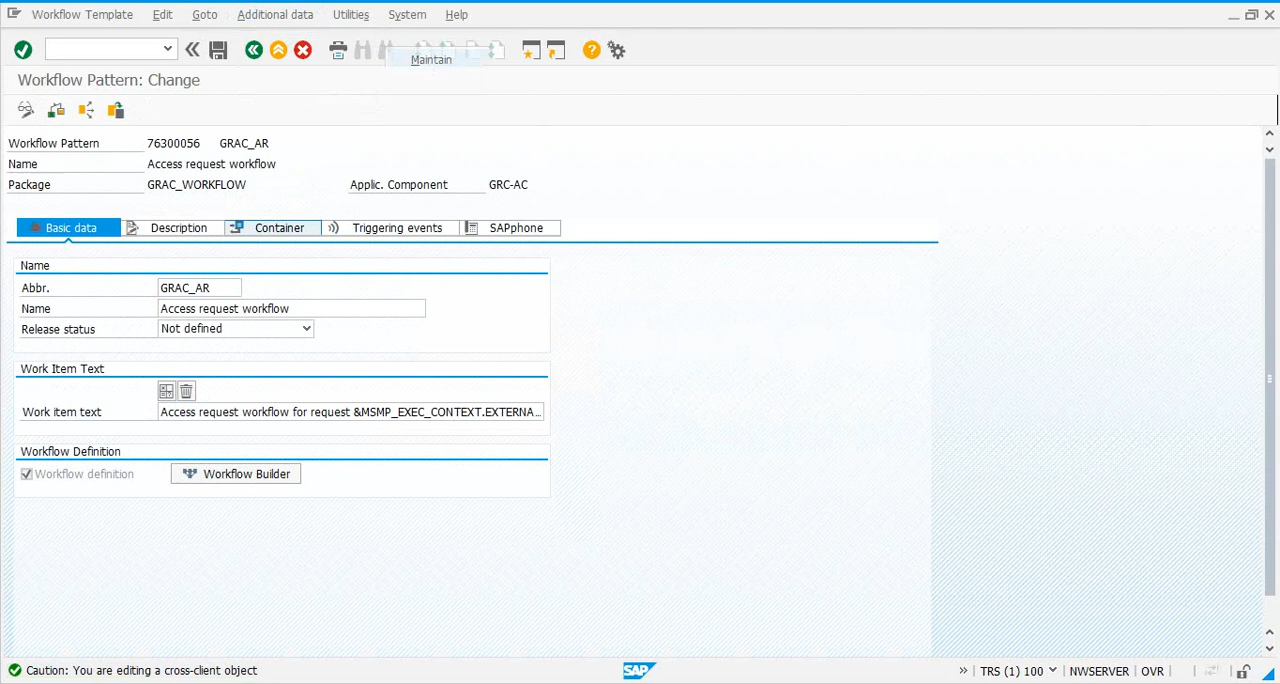 Workflow Template Edit Goto Additional data Utilities System Help
Maintain
Workflow Pattern: Change
Workflow Pattern 76300056 GRAC_AR
Name Access request workflow
Package GRAC_WORKFLOW Applic. Component GRC-AC
Basic data Description Container Triggering events SAPphone
Name
Abbr. GRAC_AR
Name Access request workflow
Release status Not defined
Work Item Text
Work item text Access request workflow for request &MSMP_EXEC_CONTEXT.EXTERNA...
Workflow Definition
Workflow definition Workflow Builder
Caution: You are editing a cross-client object SAP TRS (1) 100 NWSERVER OVR